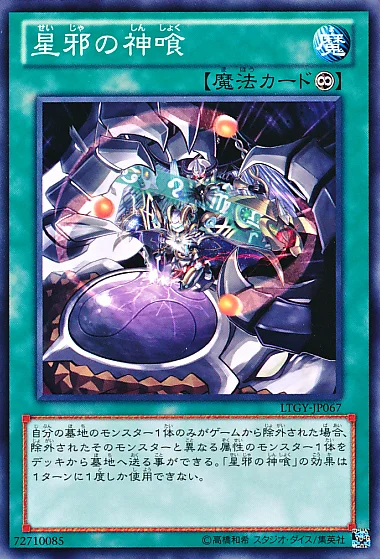 星邪の神喰
せい じゃ しん しょく
魔
【魔法カード】
ま ほう
LTGY-JP067
自分の墓地のモンスター1体のみがゲームから除外された場合、
除外されたそのモンスターと異なる属性のモンスター1体を
デッキから墓地へ送る事ができる。「星邪の神喰」の効果は
1ターンに1度しか使用できない。
72710085
©高橋和希 スタジオ・ダイス/集英社